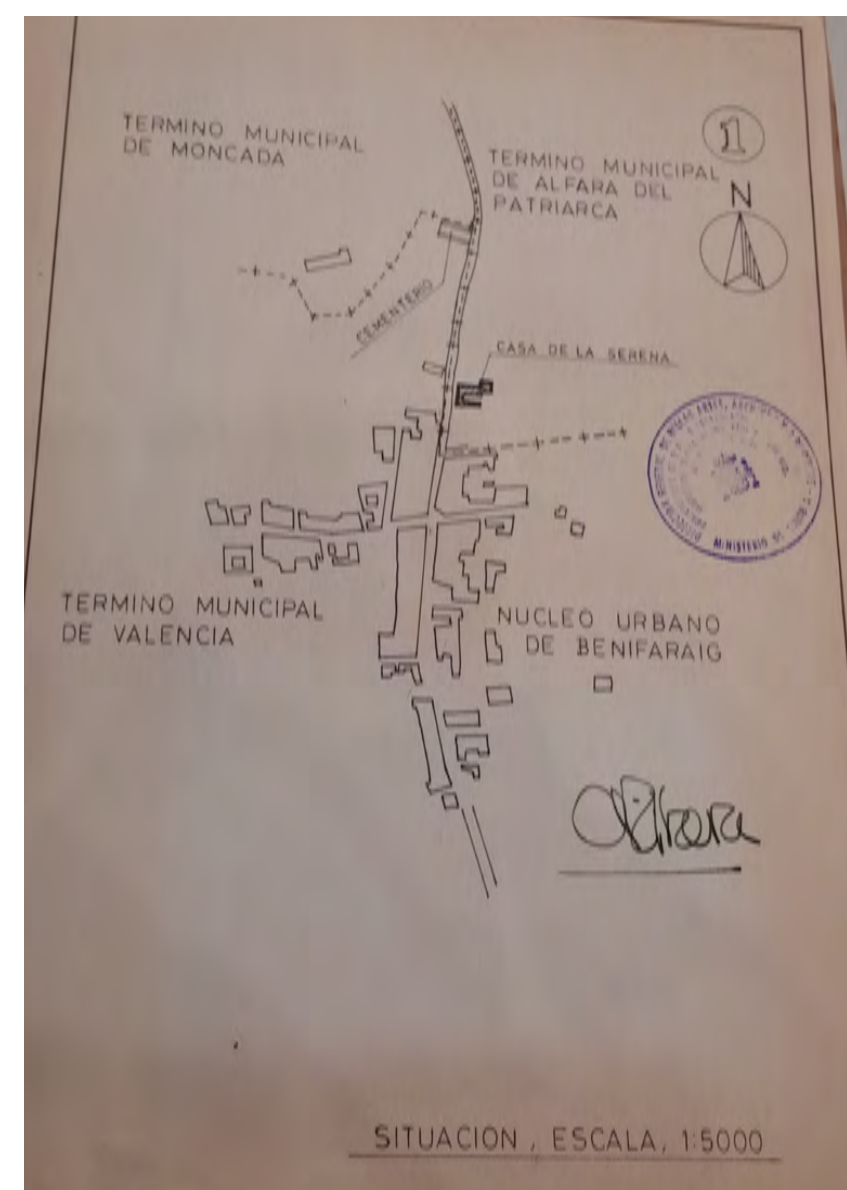 TERMINO MUNICIPAL
DE MONCADA
1
TERMINO MUNICIPAL
DE ALFARA DEL
PATRIARCA
N
CEMENTERIO
CASA DE LA SERENA
MINISTERIO DE
TERMINO MUNICIPAL
DE VALENCIA
NUCLEO URBANO
DE BENIFARAIG
SITUACION, ESCALA, 1:5000